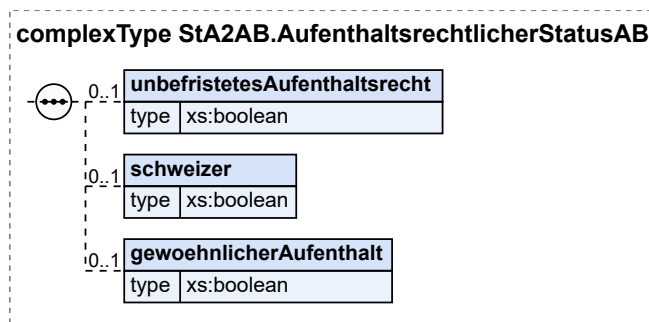 complexType StA2AB.AufenthaltsrechtlicherStatusAB
0..1 unbefristetesAufenthaltsrecht
type xs:boolean
0..1 schweizer
type xs:boolean
0..1 gewoehnlicherAufenthalt
type xs:boolean